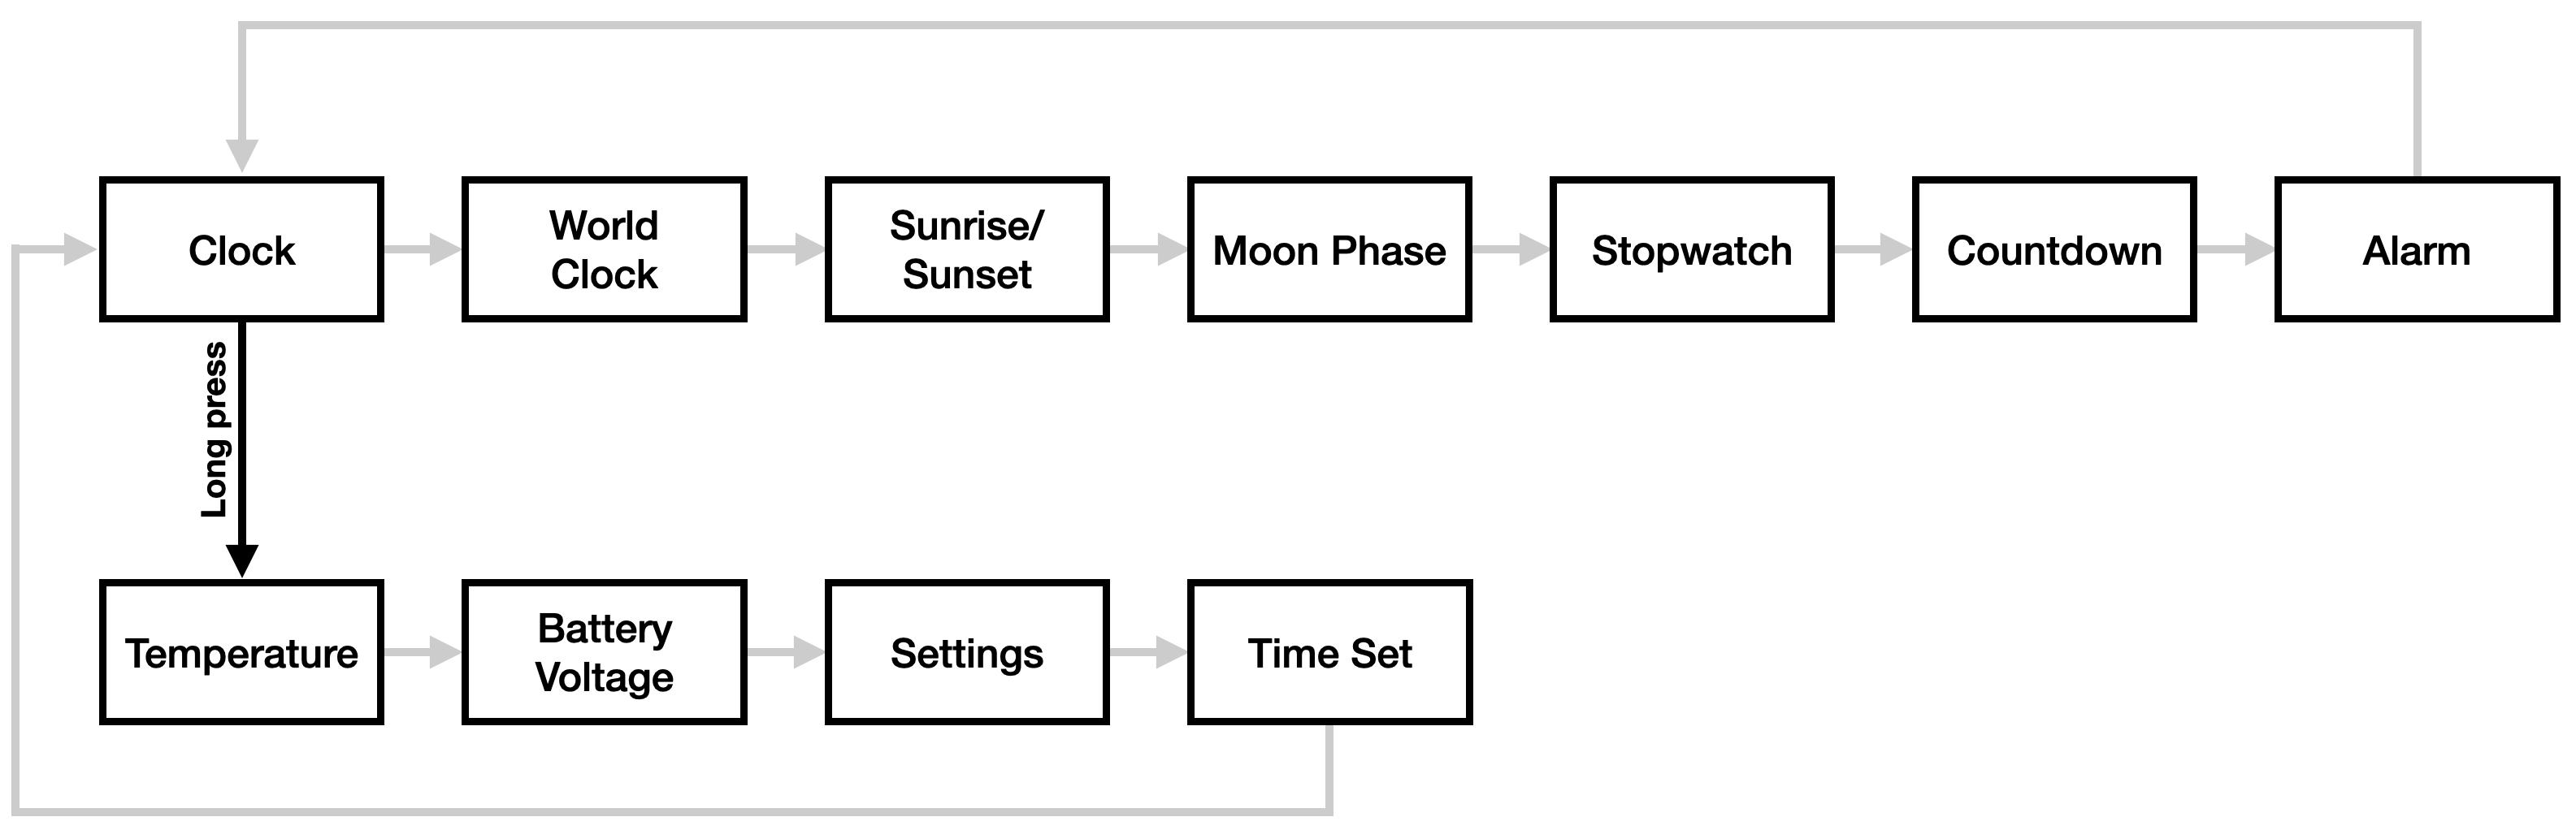 Clock
World
Clock
Sunrise/
Sunset
Moon Phase
Stopwatch
Countdown
Alarm
Long press
Temperature
Battery
Voltage
Settings
Time Set